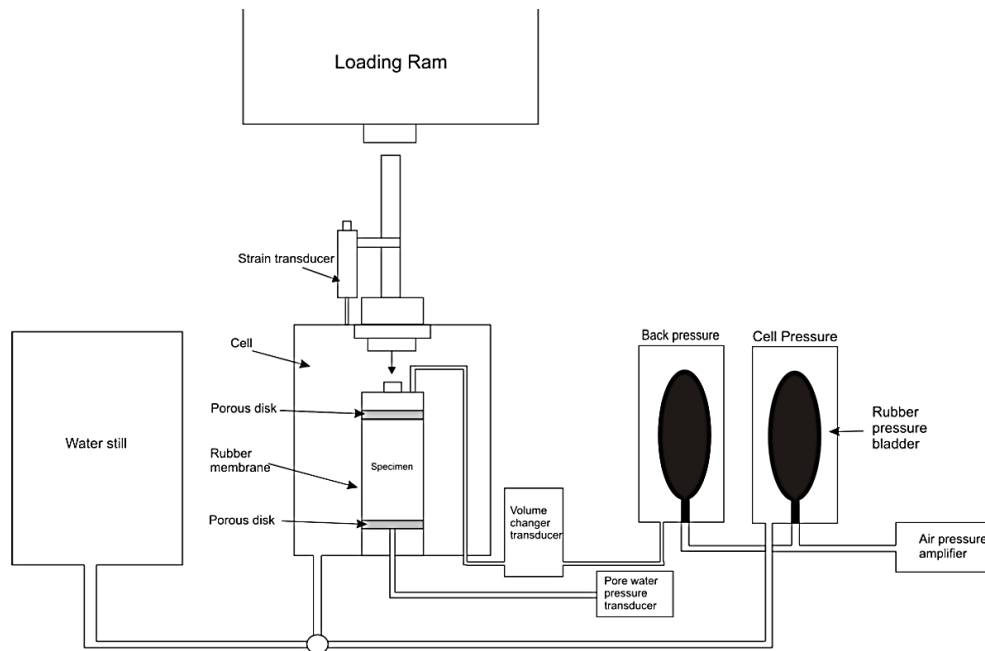 Loading Ram
Strain transducer
Cell
Porous disk
Rubber
membrane
Specimen
Porous disk
Water still
Volume
changer
transducer
Pore water
pressure
transducer
Back pressure
Cell Pressure
Rubber
pressure
bladder
Air pressure
amplifier